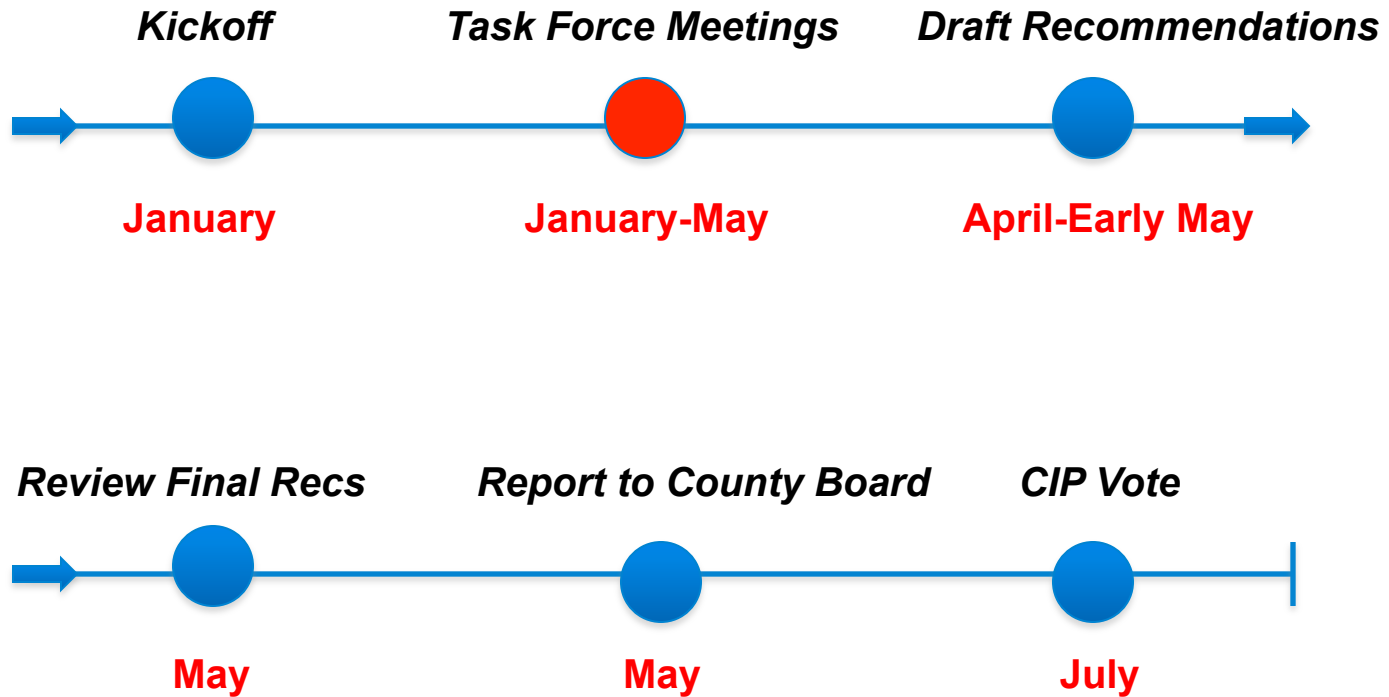 Kickoff
Task Force Meetings
Draft Recommendations
January
January-May
April-Early May
Review Final Recs
Report to County Board
CIP Vote
May
May
July